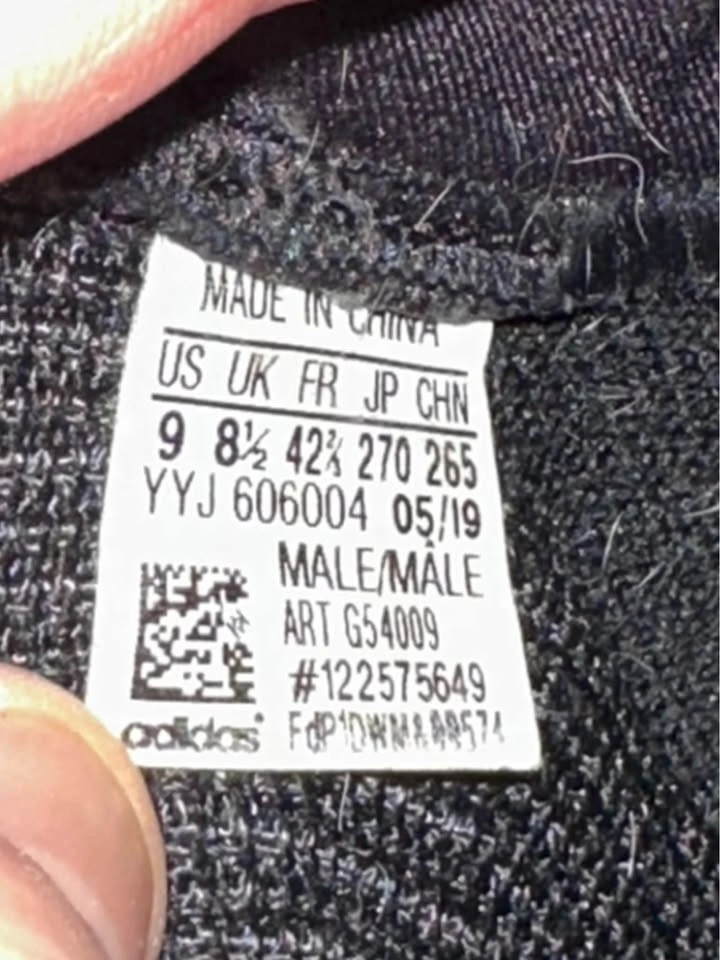 MADE IN CHINA
US UK FR JP CHN
9 8½ 42⅔ 270 265
YYJ 606004 05/19
MALE/MÂLE
ART G54009
#122575649
adidas